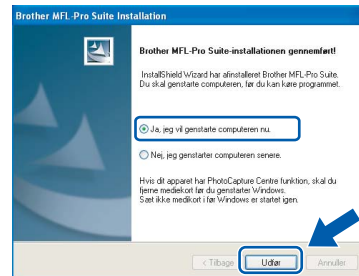 Brother MFL-Pro Suite Installation
Brother MFL-Pro Suite-installationen gennemført!
InstallShield Wizard har afinstalleret Brother MFL-Pro Suite.
Du skal genstarte computeren, før du kan køre programmet.
Ja, jeg vil genstarte computeren nu.
Nej, jeg genstarter computeren senere.
Hvis dit apparat har PhotoCapture Centre funktion, skal du
fjerne mediekort før du genstarter Windows.
Sæt ikke medikort i før Windows er startet igen.
< Tilbage Udfør Annuller